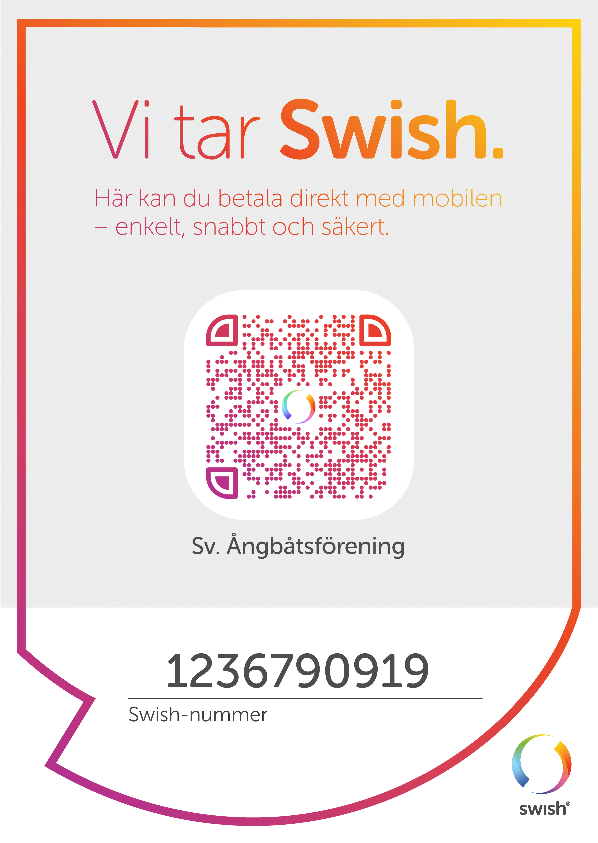 Vi tar Swish.
Här kan du betala direkt med mobilen
– enkelt, snabbt och säkert.
Sv. Ångbåtsförening
1236790919
Swish-nummer
swish®